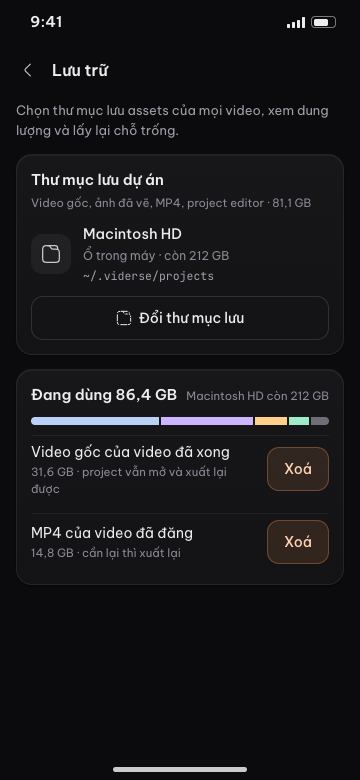 9:41
Lưu trữ
Chọn thư mục lưu assets của mọi video, xem dung
lượng và lấy lại chỗ trống.
Thư mục lưu dự án
Video gốc, ảnh đã vẽ, MP4, project editor · 81,1 GB
Macintosh HD
Ổ trong máy · còn 212 GB
~/.viderse/projects
Đổi thư mục lưu
Đang dùng 86,4 GB Macintosh HD còn 212 GB
Video gốc của video đã xong
31,6 GB · project vẫn mở và xuất lại
được
Xoá
MP4 của video đã đăng
14,8 GB · cần lại thì xuất lại
Xoá